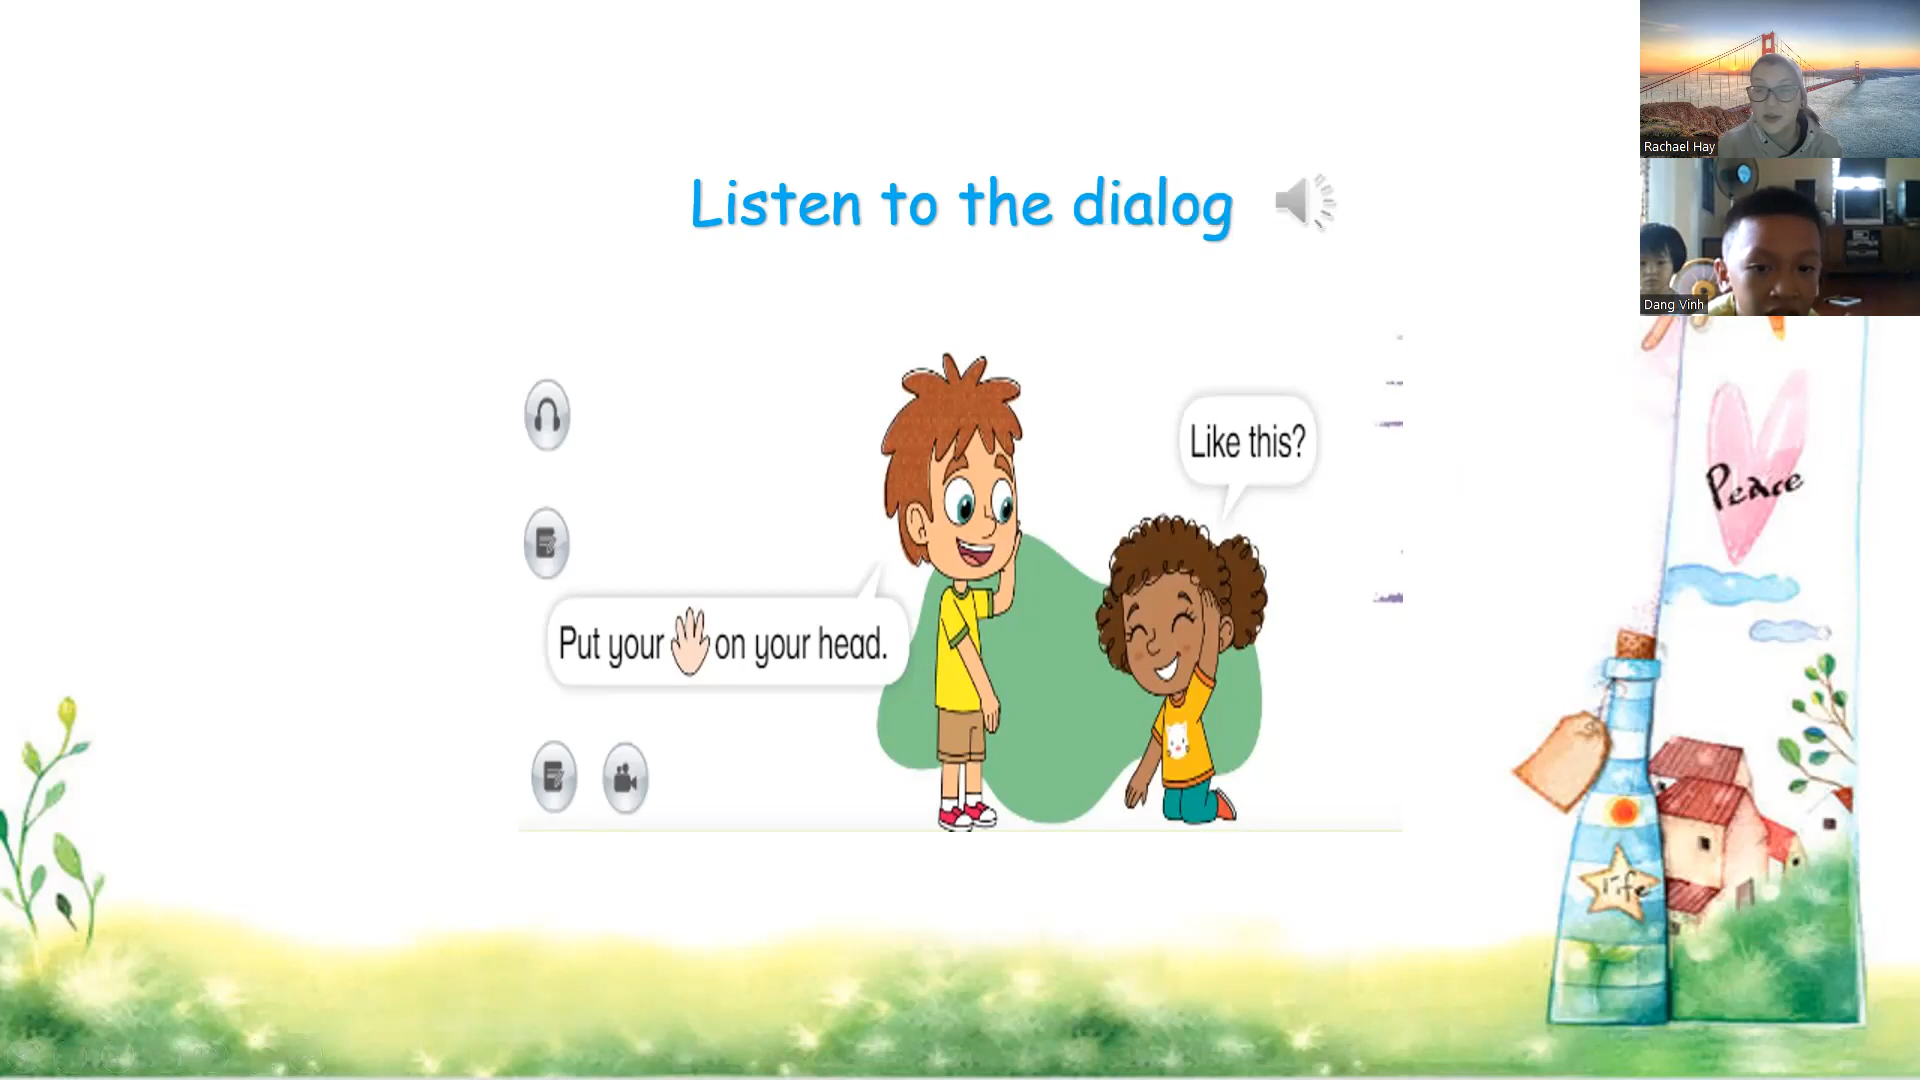 Listen to the dialog
Rachael Hay
Dang Vinh
Like this?
Put your on your head.
Peace
life